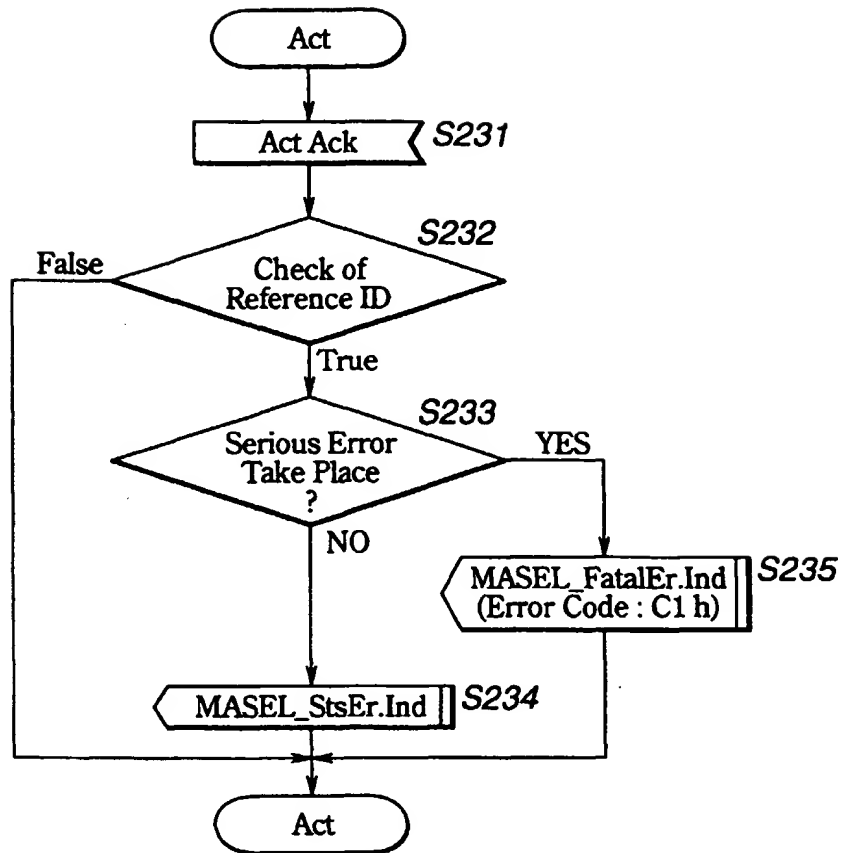 Act
Act Ack
S231
S232
False
Check of
Reference ID
True
S233
Serious Error
Take Place
?
YES
NO
MASEL_FatalEr.Ind
(Error Code : C1 h)
S235
MASEL_StsEr.Ind
S234
Act